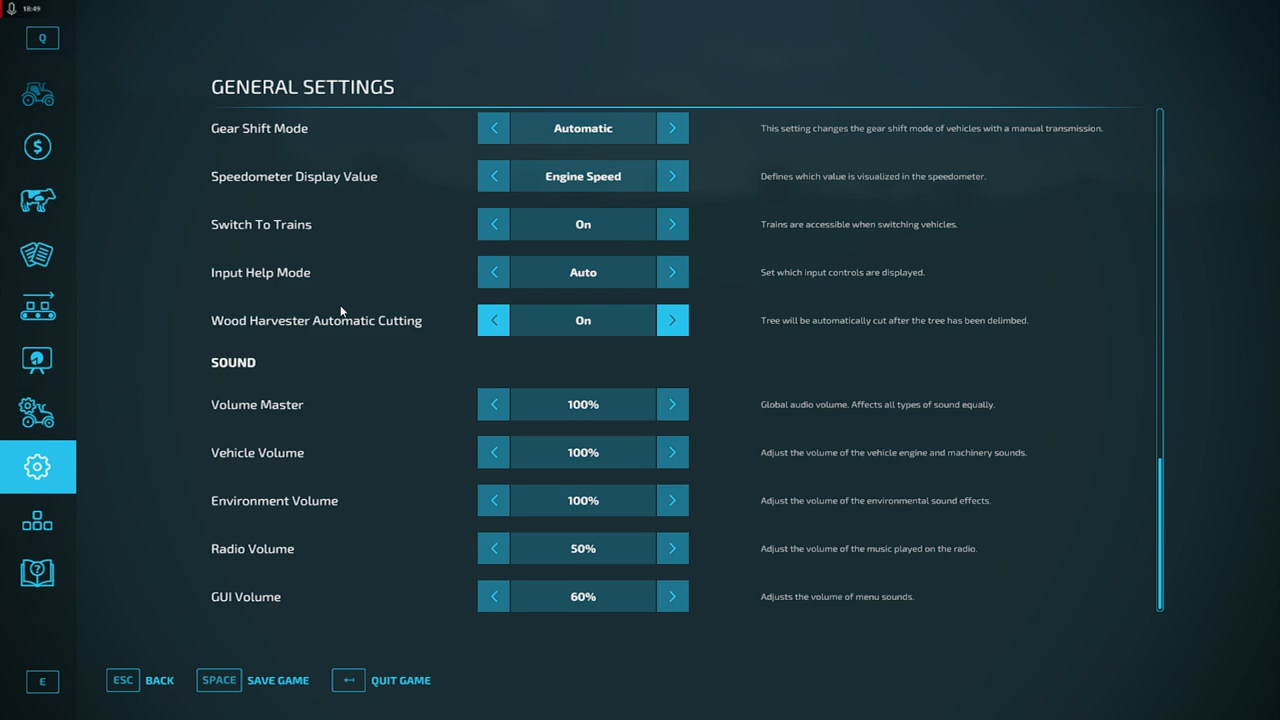 18:49
Q
GENERAL SETTINGS
Gear Shift Mode Automatic This setting changes the gear shift mode of vehicles with a manual transmission.
Speedometer Display Value Engine Speed Defines which value is visualized in the speedometer.
Switch To Trains On Trains are accessible when switching vehicles.
Input Help Mode Auto Set which input controls are displayed.
Wood Harvester Automatic Cutting On Tree will be automatically cut after the tree has been delimbed.
SOUND
Volume Master 100% Global audio volume. Affects all types of sound equally.
Vehicle Volume 100% Adjust the volume of the vehicle engine and machinery sounds.
Environment Volume 100% Adjust the volume of the environmental sound effects.
Radio Volume 50% Adjust the volume of the music played on the radio.
GUI Volume 60% Adjusts the volume of menu sounds.
E ESC BACK SPACE SAVE GAME QUIT GAME